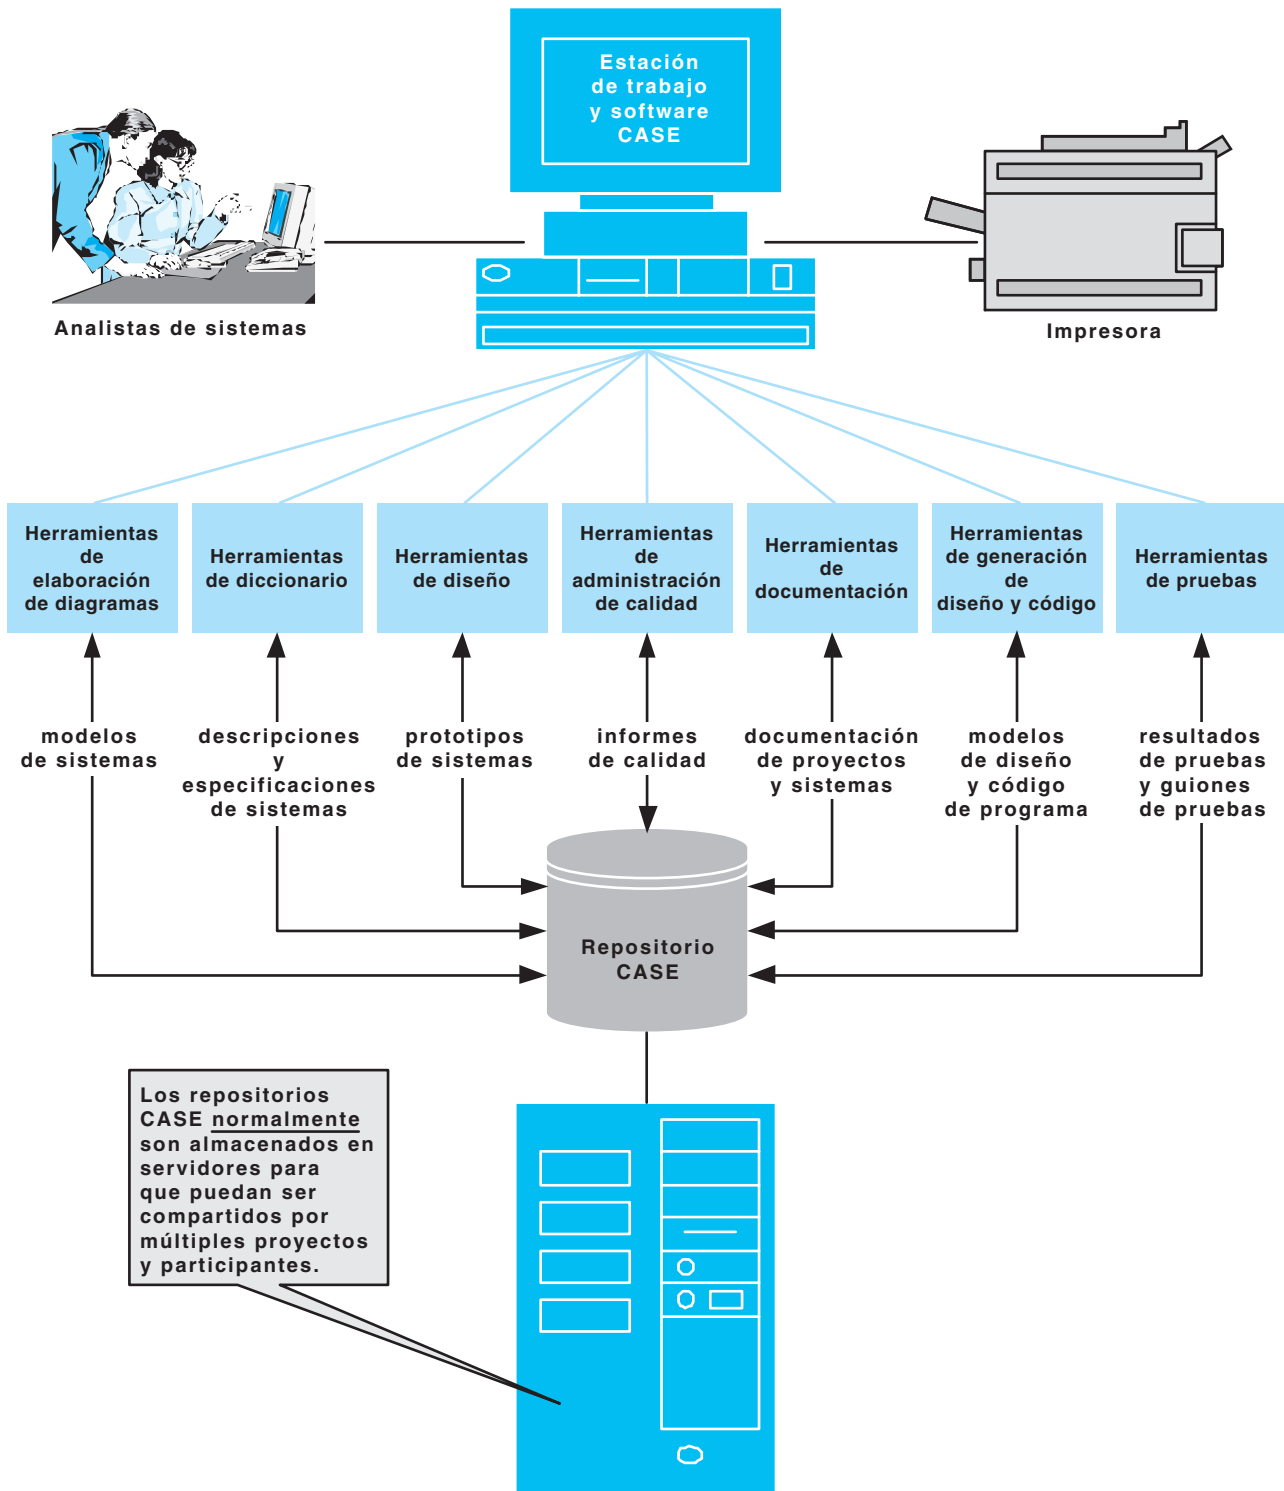 Estación
de trabajo
y software
CASE
Analistas de sistemas
Impresora
Herramientas
de
elaboración
de diagramas
Herramientas
de diccionario
Herramientas
de diseño
Herramientas
de
administración
de calidad
Herramientas
de
documentación
Herramientas
de generación
de
diseño y código
Herramientas
de pruebas
modelos
de sistemas
descripciones
y
especificaciones
de sistemas
prototipos
de sistemas
informes
de calidad
documentación
de proyectos
y sistemas
modelos
de diseño
y código
de programa
resultados
de pruebas
y guiones
de pruebas
Repositorio
CASE
Los repositorios
CASE normalmente
son almacenados en
servidores para
que puedan ser
compartidos por
múltiples proyectos
y participantes.